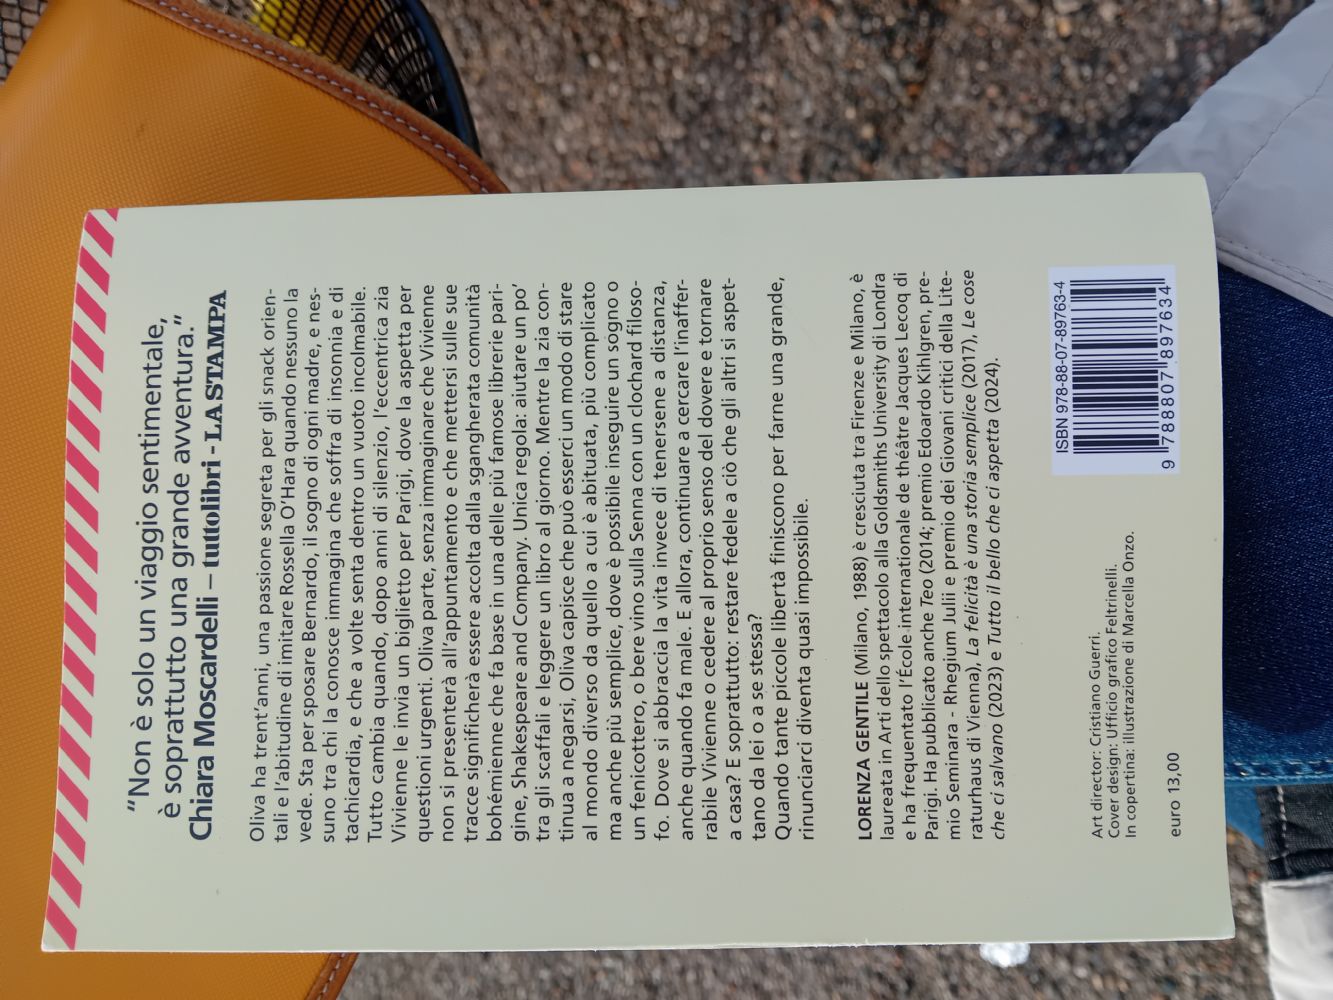 “Non è solo un viaggio sentimentale,
è soprattutto una grande avventura.”
Chiara Moscardelli – tuttolibri - LA STAMPA
Oliva ha trent’anni, una passione segreta per gli snack orien-
tali e l’abitudine di imitare Rossella O’Hara quando nessuno la
vede. Sta per sposare Bernardo, il sogno di ogni madre, e nes-
suno tra chi la conosce immagina che soffra di insonnia e di
tachicardia, e che a volte senta dentro un vuoto incolmabile.
Tutto cambia quando, dopo anni di silenzio, l’eccentrica zia
Vivienne le invia un biglietto per Parigi, dove la aspetta per
questioni urgenti. Oliva parte, senza immaginare che Vivienne
non si presenterà all’appuntamento e che mettersi sulle sue
tracce significherà essere accolta dalla sgangherata comunità
bohémienne che fa base in una delle più famose librerie pari-
gine, Shakespeare and Company. Unica regola: aiutare un po’
tra gli scaffali e leggere un libro al giorno. Mentre la zia con-
tinua a negarsi, Oliva capisce che può esserci un modo di stare
al mondo diverso da quello a cui è abituata, più complicato
ma anche più semplice, dove è possibile inseguire un sogno o
un fenicottero, o bere vino sulla Senna con un clochard filoso-
fo. Dove si abbraccia la vita invece di tenersene a distanza,
anche quando fa male. E allora, continuare a cercare l’inaffer-
rabile Vivienne o cedere al proprio senso del dovere e tornare
a casa? E soprattutto: restare fedele a ciò che gli altri si aspet-
tano da lei o a se stessa?
Quando tante piccole libertà finiscono per farne una grande,
rinunciarci diventa quasi impossibile.
LORENZA GENTILE (Milano, 1988) è cresciuta tra Firenze e Milano, è
laureata in Arti dello spettacolo alla Goldsmiths University di Londra
e ha frequentato l’École internationale de théâtre Jacques Lecoq di
Parigi. Ha pubblicato anche Teo (2014; premio Edoardo Kihlgren, pre-
mio Seminara - Rhegium Julii e premio dei Giovani critici della Lite-
raturhaus di Vienna), La felicità è una storia semplice (2017), Le cose
che ci salvano (2023) e Tutto il bello che ci aspetta (2024).
Art director: Cristiano Guerri.
Cover design: Ufficio grafico Feltrinelli.
In copertina: illustrazione di Marcella Onzo.
euro 13,00
ISBN 978-88-07-89763-4
9 788807 897634